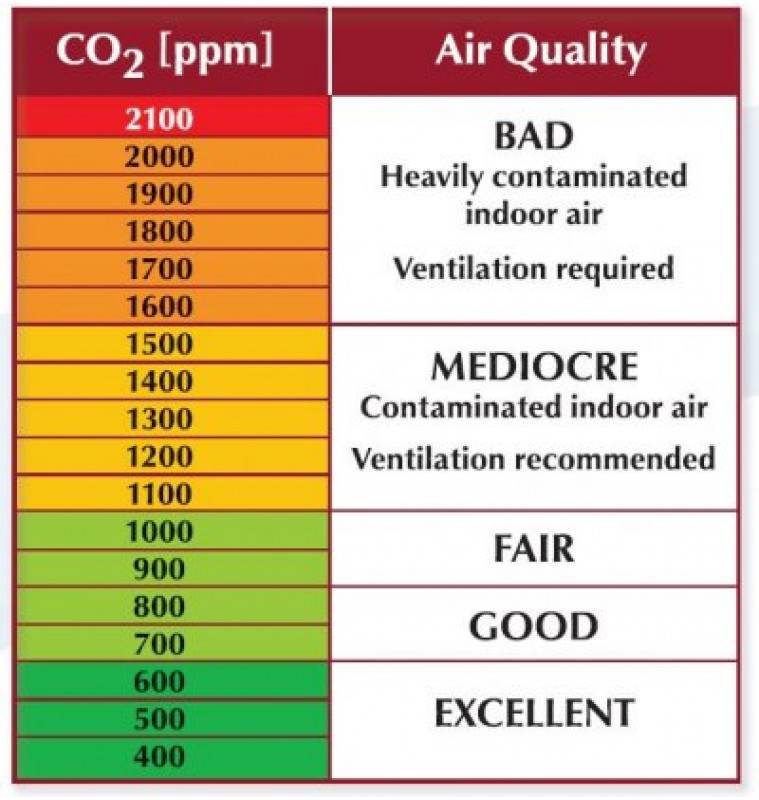 CO2 [ppm] Air Quality
2100
2000
1900
1800
1700
1600
BAD
Heavily contaminated
indoor air
Ventilation required
1500
1400
1300
1200
1100
MEDIOCRE
Contaminated indoor air
Ventilation recommended
1000
900
FAIR
800
700
GOOD
600
500
400
EXCELLENT